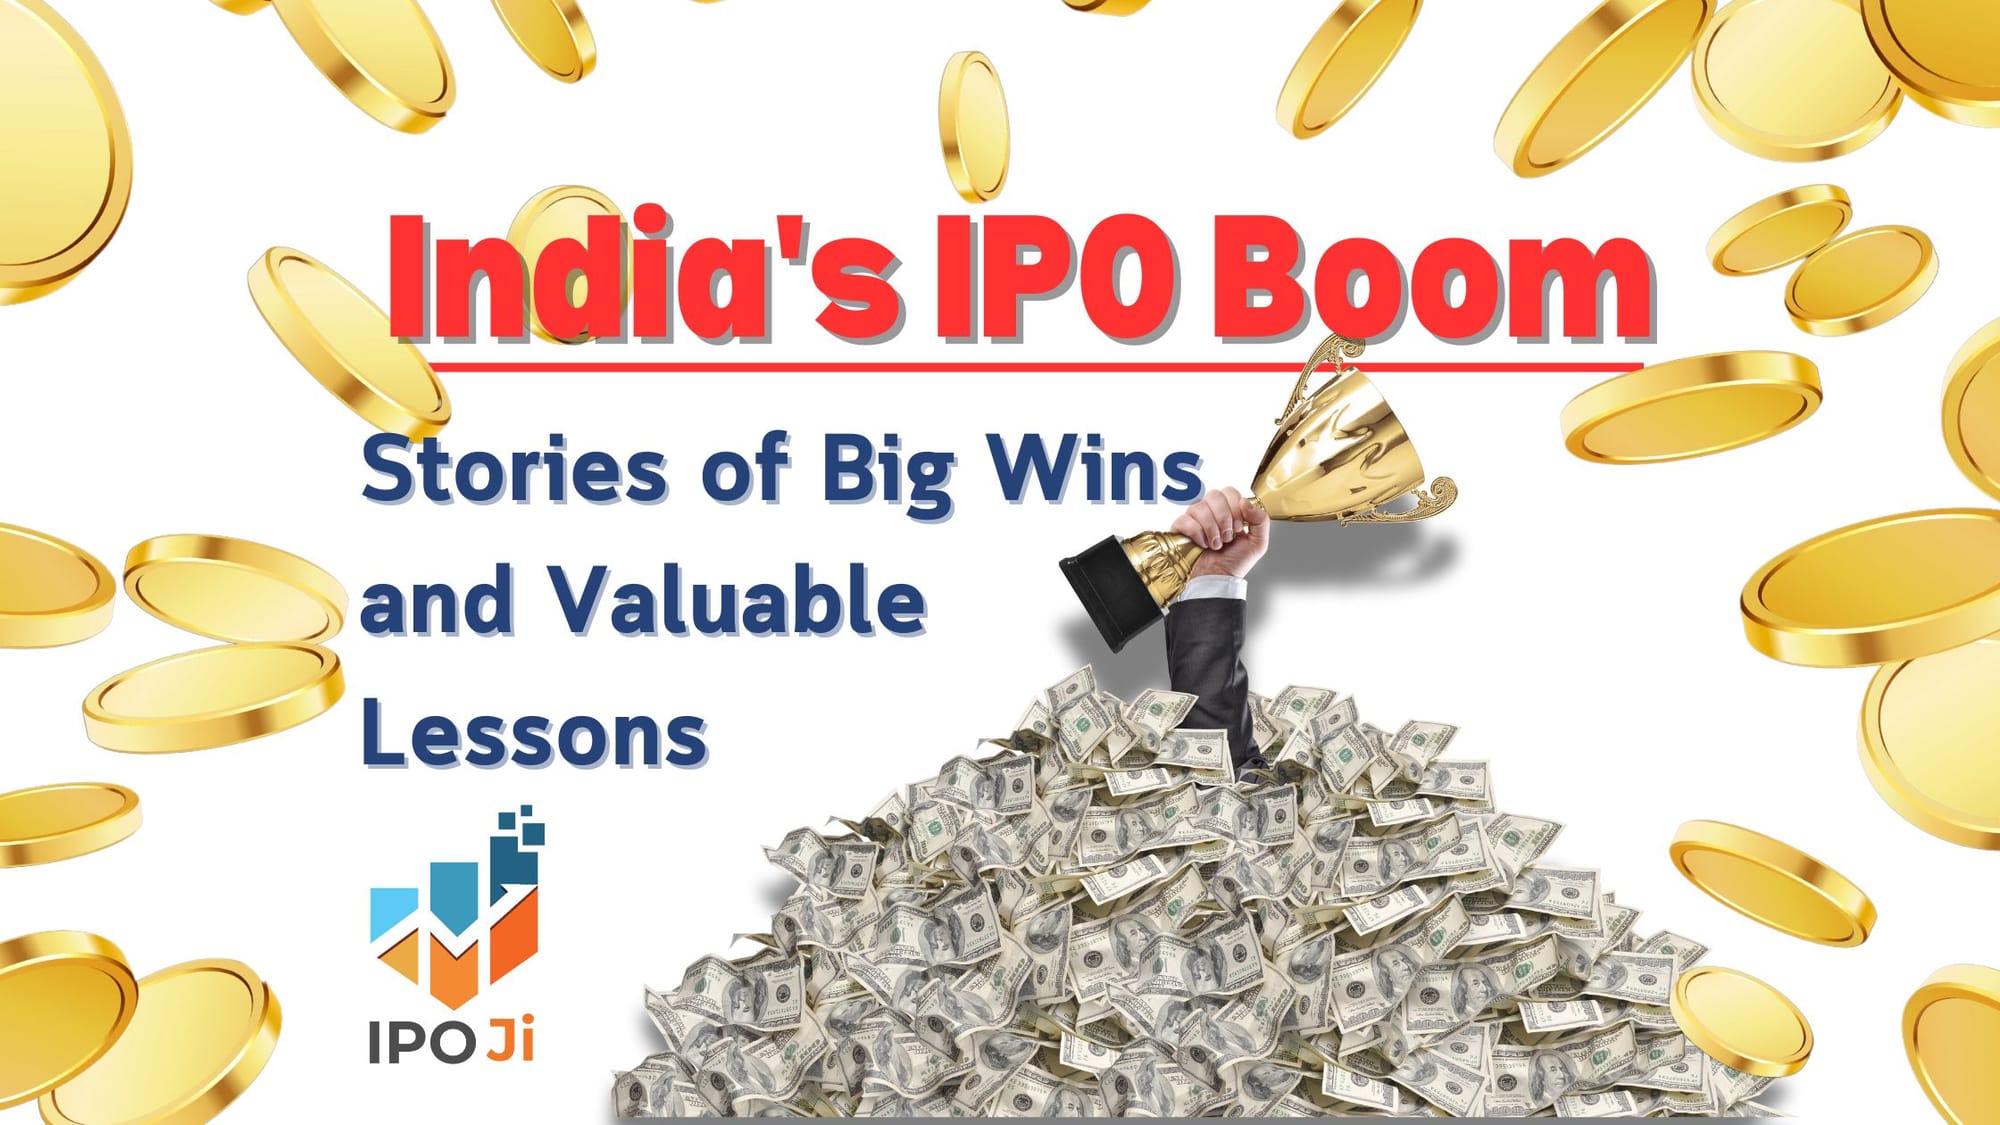 India's IPO Boom
Stories of Big Wins
and Valuable
Lessons
IPO Ji